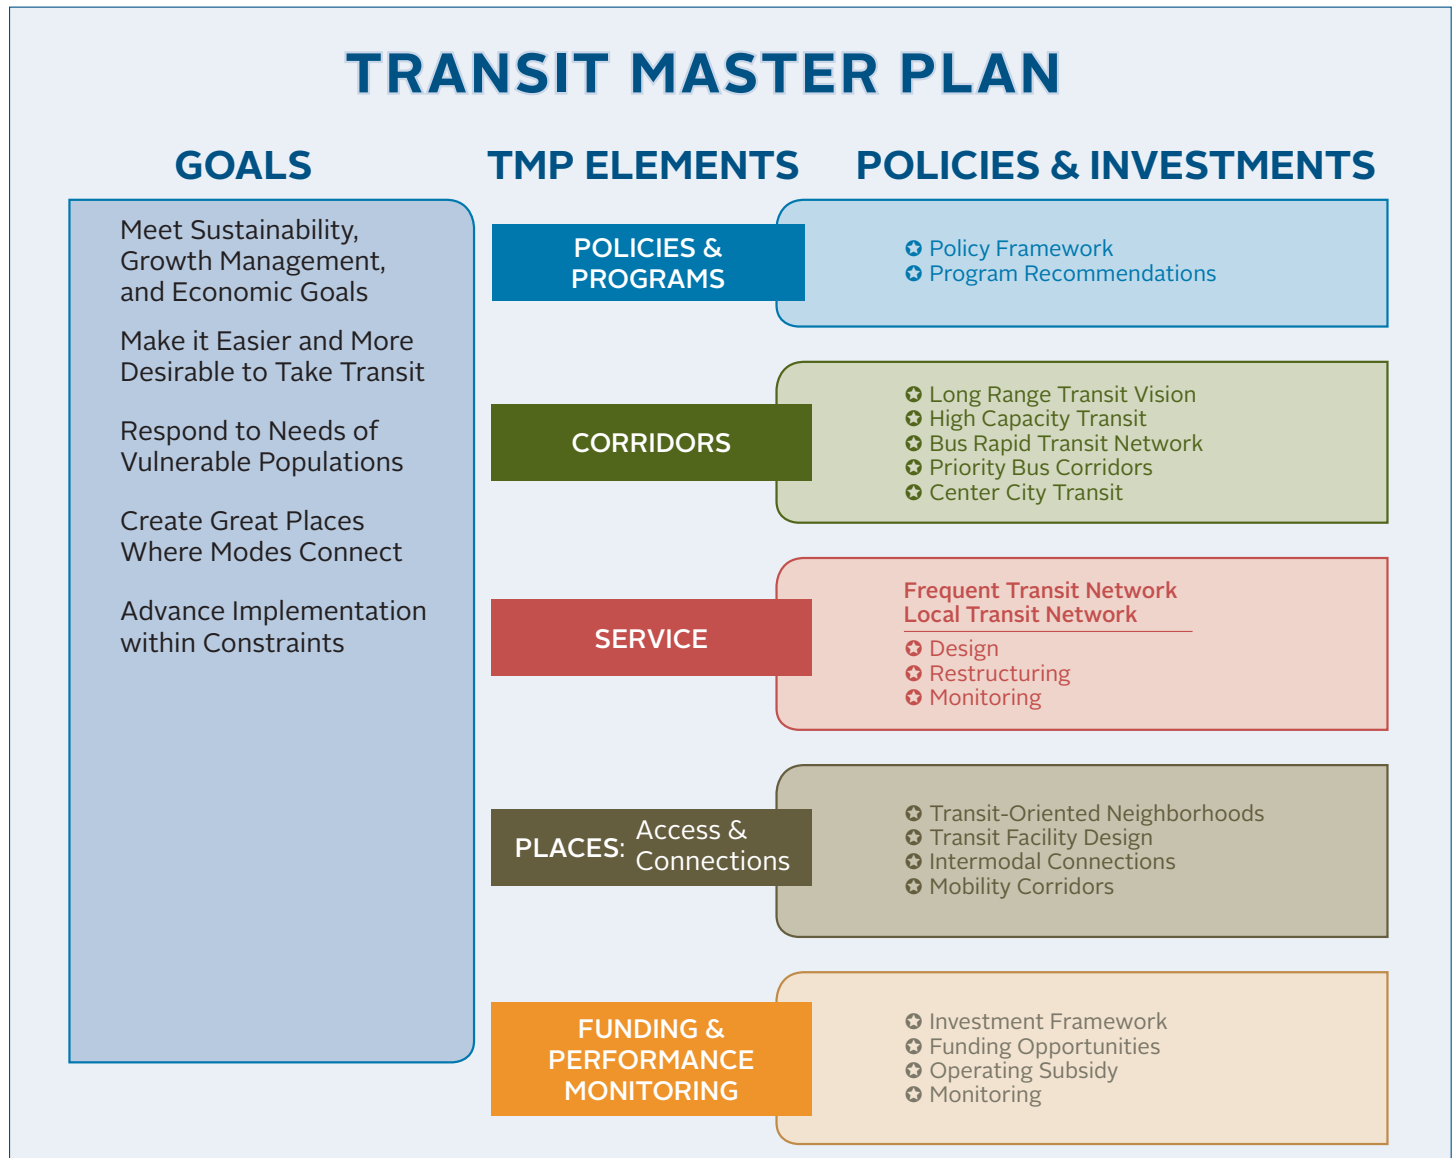 TRANSIT MASTER PLAN
GOALS
Meet Sustainability,
Growth Management,
and Economic Goals
Make it Easier and More
Desirable to Take Transit
Respond to Needs of
Vulnerable Populations
Create Great Places
Where Modes Connect
Advance Implementation
within Constraints
TMP ELEMENTS
POLICIES & INVESTMENTS
POLICIES &
PROGRAMS
✪ Policy Framework
✪ Program Recommendations
CORRIDORS
✪ Long Range Transit Vision
✪ High Capacity Transit
✪ Bus Rapid Transit Network
✪ Priority Bus Corridors
✪ Center City Transit
SERVICE
Frequent Transit Network
Local Transit Network
✪ Design
✪ Restructuring
✪ Monitoring
PLACES: Access &
Connections
✪ Transit-Oriented Neighborhoods
✪ Transit Facility Design
✪ Intermodal Connections
✪ Mobility Corridors
FUNDING &
PERFORMANCE
MONITORING
✪ Investment Framework
✪ Funding Opportunities
✪ Operating Subsidy
✪ Monitoring